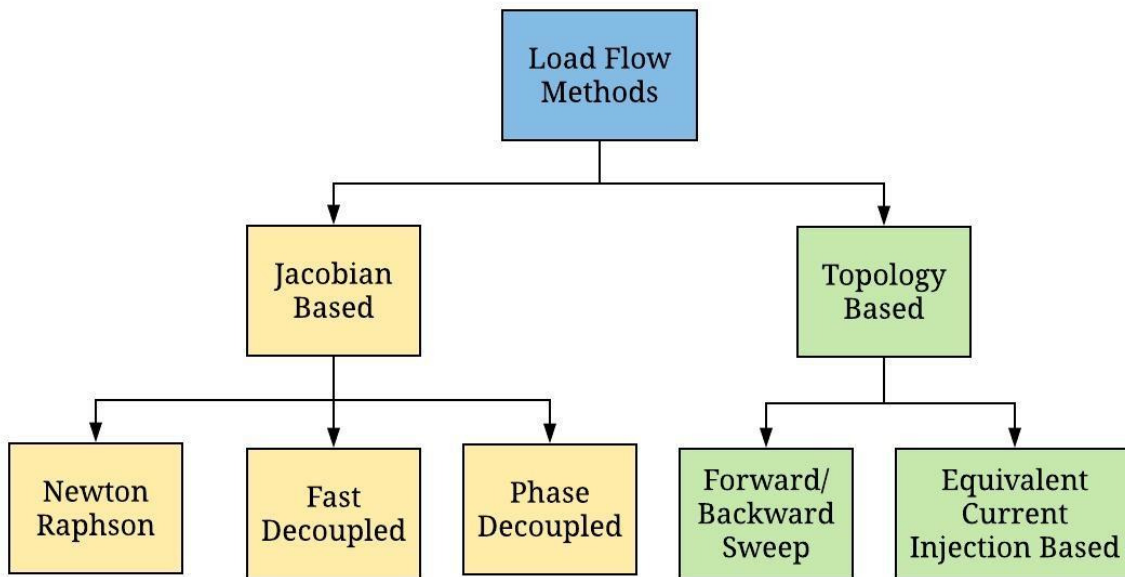 Load Flow
Methods
Jacobian
Based
Topology
Based
Newton
Raphson
Fast
Decoupled
Phase
Decoupled
Forward/
Backward
Sweep
Equivalent
Current
Injection Based